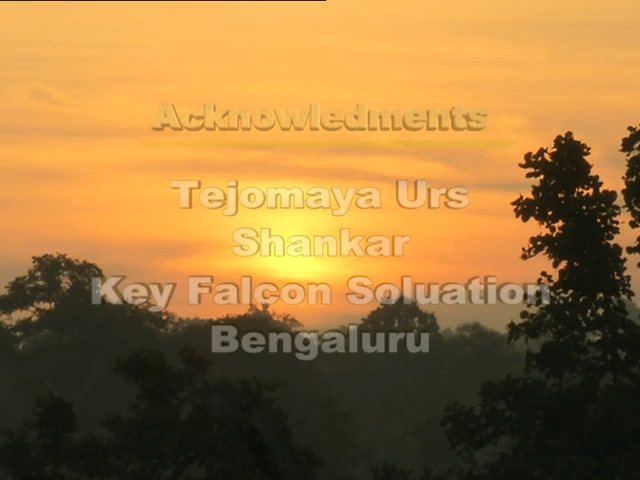 Acknowledments
Tejomaya Urs
Shankar
Key Falcon Soluation
Bengaluru